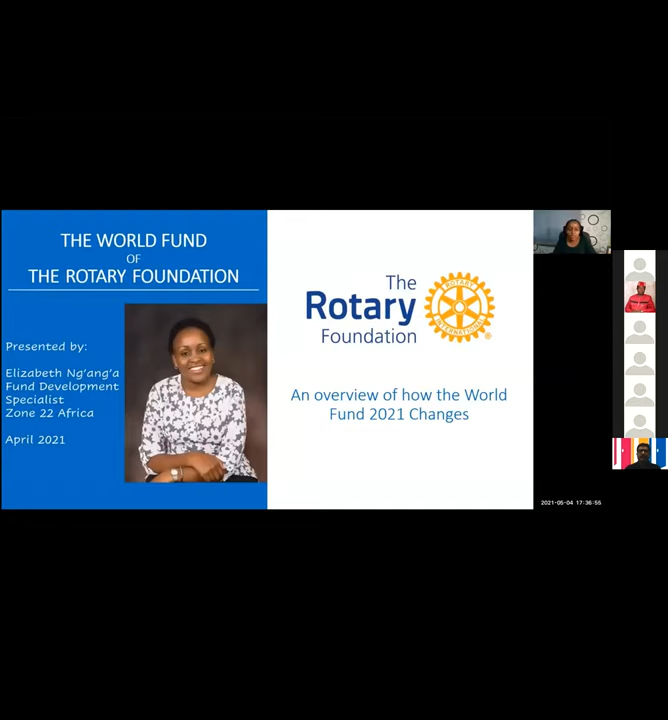 THE WORLD FUND
OF
THE ROTARY FOUNDATION
Presented by:
Elizabeth Ng'ang'a
Fund Development
Specialist
Zone 22 Africa
April 2021
The
Rotary
Foundation
ROTARY
INTERNATIONAL
An overview of how the World
Fund 2021 Changes
2021-05-04 17:36:55